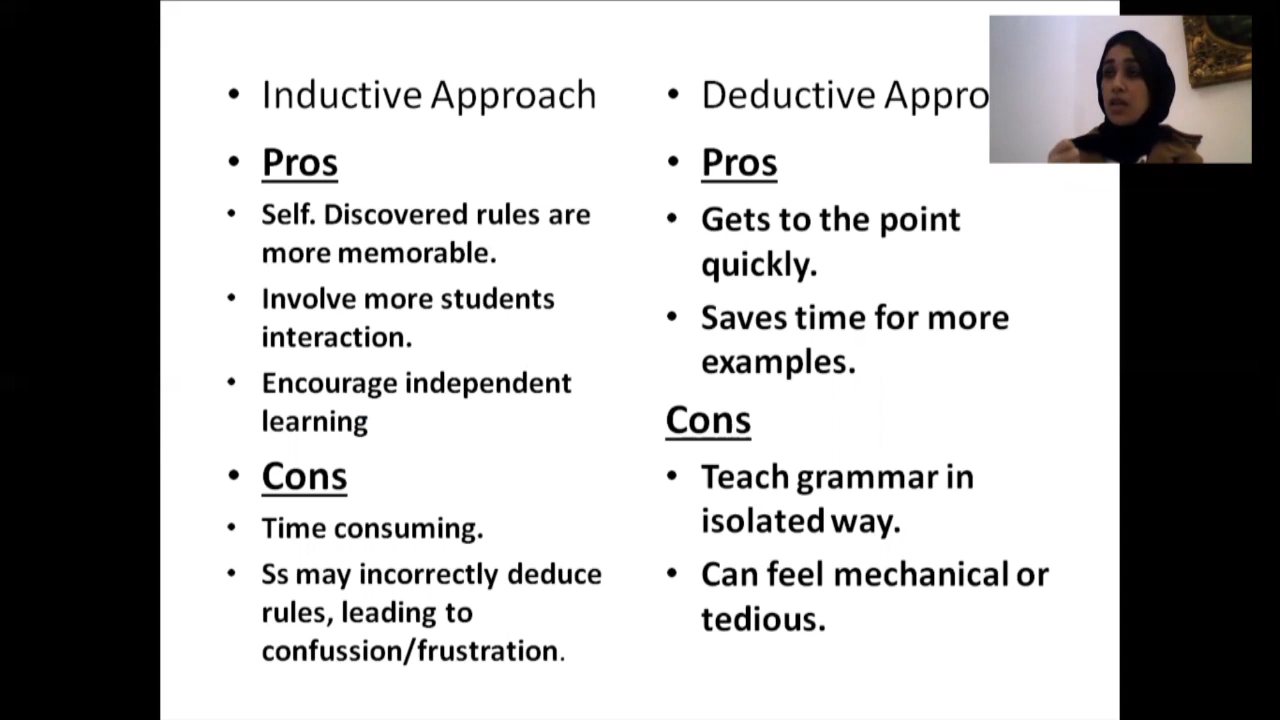 • Inductive Approach
• Pros
• Self. Discovered rules are
more memorable.
• Involve more students
interaction.
• Encourage independent
learning
• Cons
• Time consuming.
• Ss may incorrectly deduce
rules, leading to
confussion/frustration.
• Deductive Appro
• Pros
• Gets to the point
quickly.
• Saves time for more
examples.
Cons
• Teach grammar in
isolated way.
• Can feel mechanical or
tedious.